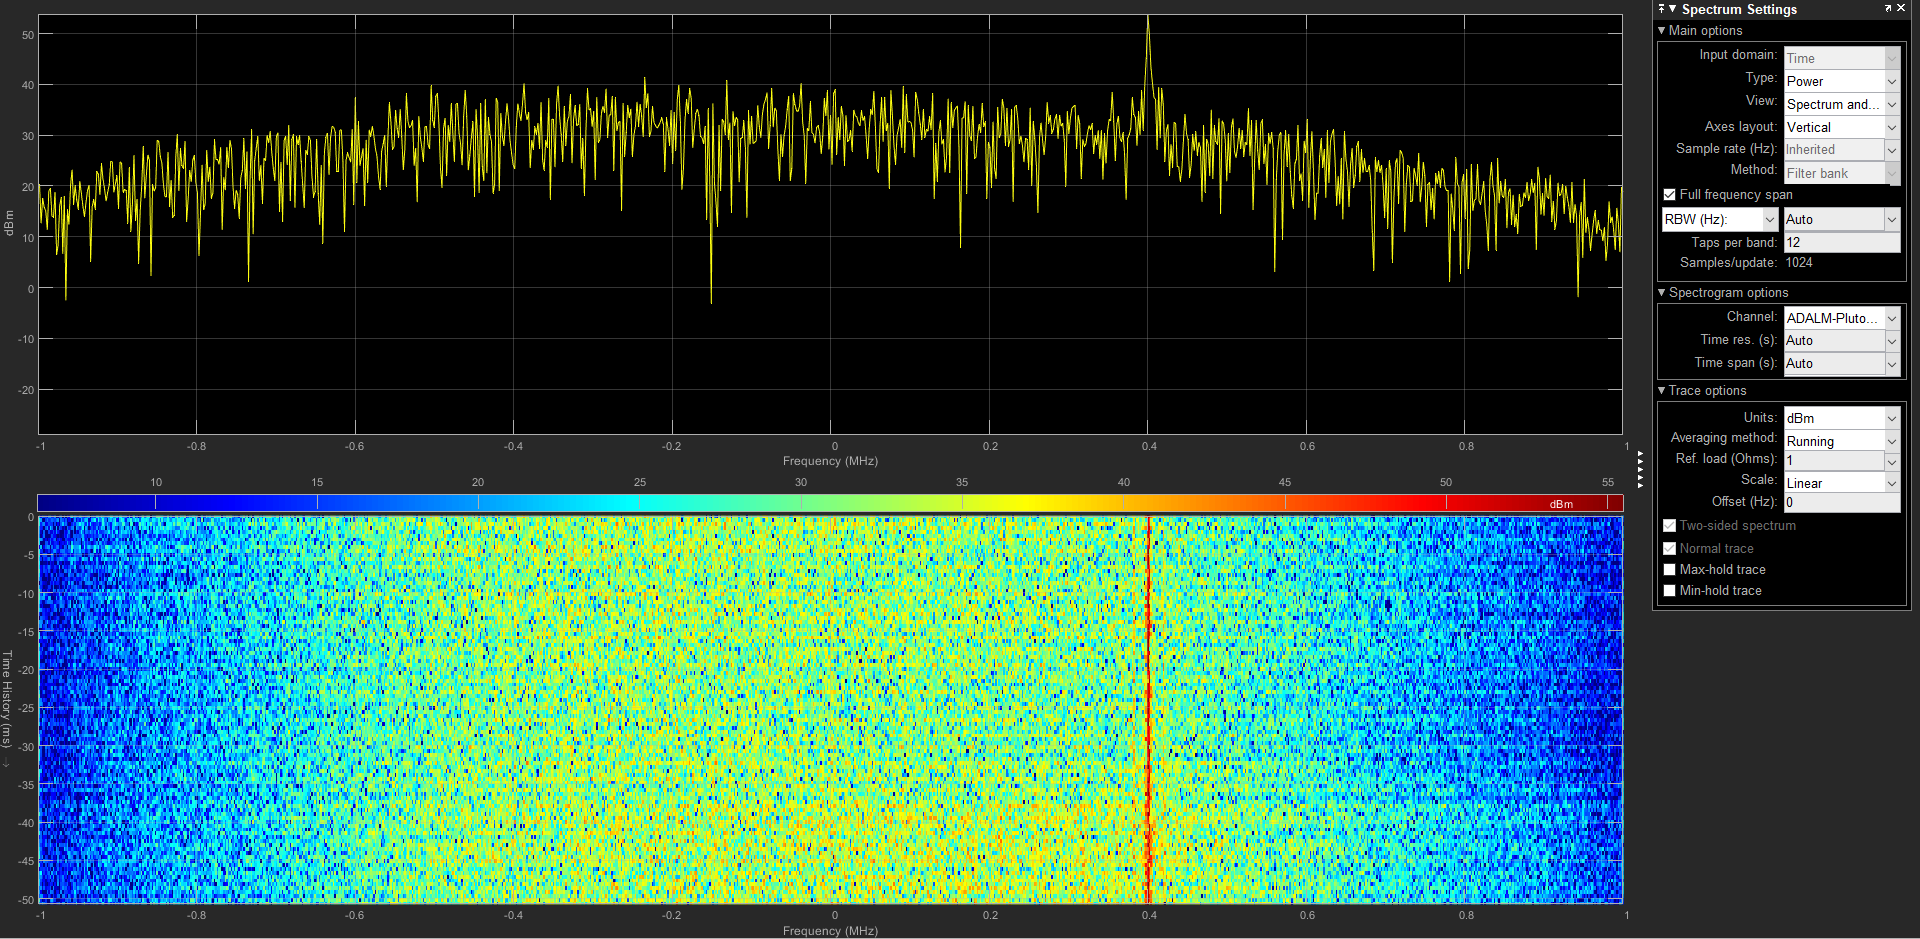 50
40
30
20
10
0
-10
-20
dBm
-1 -0.8 -0.6 -0.4 -0.2 0 0.2 0.4 0.6 0.8 1
Frequency (MHz)
10 15 20 25 30 35 40 45 50 55
dBm
0
-5
-10
-15
-20
-25
-30
-35
-40
-45
-50
Time History (ms)
-1 -0.8 -0.6 -0.4 -0.2 0 0.2 0.4 0.6 0.8 1
Frequency (MHz)
Spectrum Settings
Main options
Input domain: Time
Type: Power
View: Spectrum and...
Axes layout: Vertical
Sample rate (Hz): Inherited
Method: Filter bank
Full frequency span
RBW (Hz): Auto
Taps per band: 12
Samples/update: 1024
Spectrogram options
Channel: ADALM-Pluto...
Time res. (s): Auto
Time span (s): Auto
Trace options
Units: dBm
Averaging method: Running
Ref. load (Ohms): 1
Scale: Linear
Offset (Hz): 0
Two-sided spectrum
Normal trace
Max-hold trace
Min-hold trace